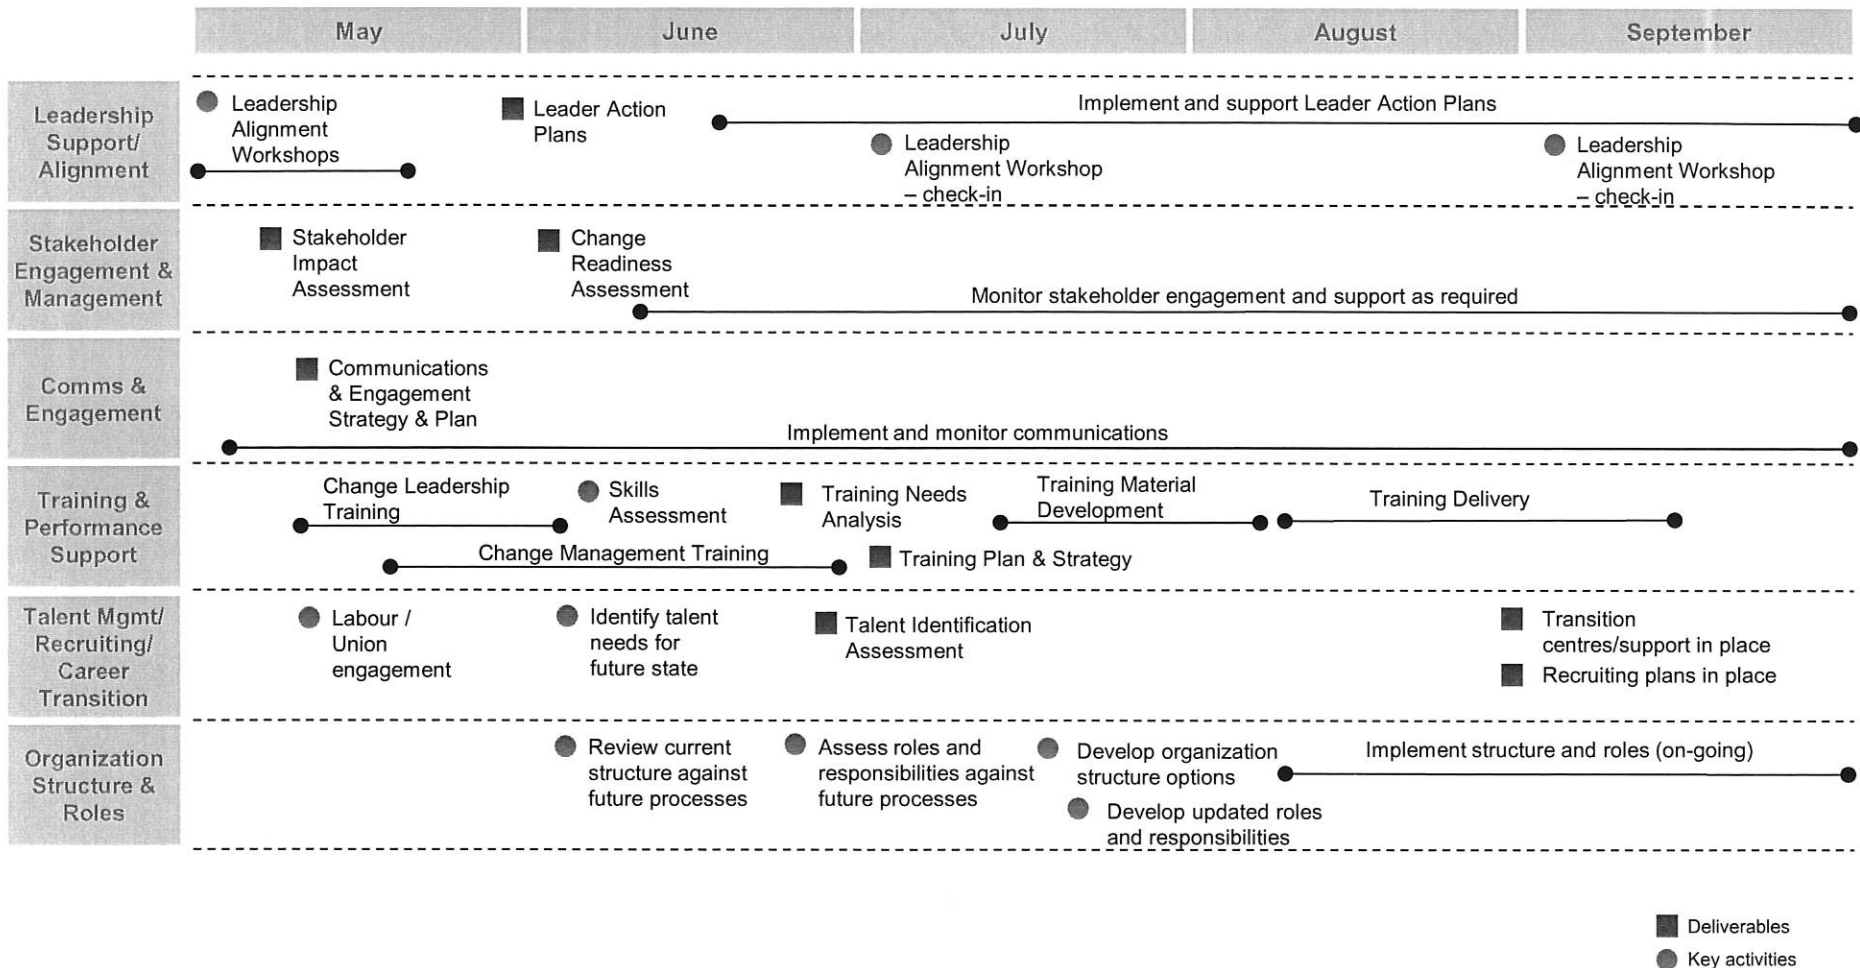 May
June
July
August
September
Leadership
Support/
Alignment
Leadership
Alignment
Workshops
Leader Action
Plans
Implement and support Leader Action Plans
Leadership
Alignment Workshop
– check-in
Leadership
Alignment Workshop
– check-in
Stakeholder
Engagement &
Management
Stakeholder
Impact
Assessment
Change
Readiness
Assessment
Monitor stakeholder engagement and support as required
Comms &
Engagement
Communications
& Engagement
Strategy & Plan
Implement and monitor communications
Training &
Performance
Support
Change Leadership
Training
Change Management Training
Skills
Assessment
Training Needs
Analysis
Training Plan & Strategy
Training Material
Development
Training Delivery
Talent Mgmt/
Recruiting/
Career
Transition
Labour /
Union
engagement
Identify talent
needs for
future state
Talent Identification
Assessment
Transition
centres/support in place
Recruiting plans in place
Organization
Structure &
Roles
Review current
structure against
future processes
Assess roles and
responsibilities against
future processes
Develop organization
structure options
Develop updated roles
and responsibilities
Implement structure and roles (on-going)
Deliverables
Key activities